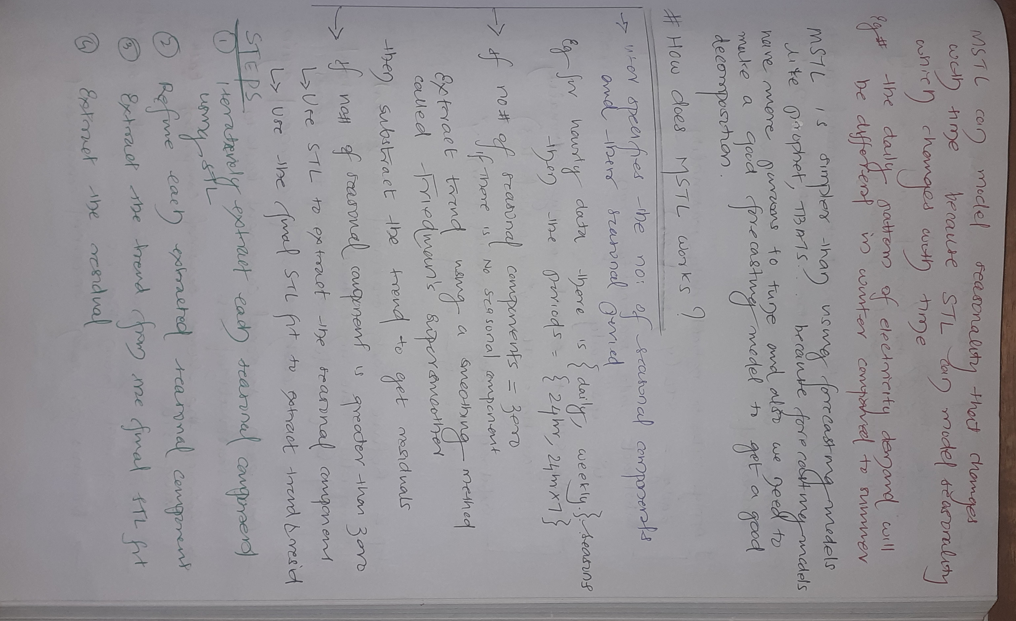 MSTL can model seasonality that changes
with time because STL can model seasonality
which changes with time
Eg# the daily pattern of electricity demand will
be different in winter compared to summer
MSTL is simpler than using forecasting models
like prophet, TBATS. because forecasting models
have more params to tune and also we need to
make a good forecasting model to get a good
decomposition.
# How does MSTL works ?
→ user specifies the no: of seasonal components
and there seasonal period
Eg for hourly data there is { daily, weekly } seasons
then the periods = { 24hr, 24 x 7 }
→ If no# of seasonal components = zero
if there is no seasonal component
Extract trend using a smoothing method
called Friedman's supersmoother
then substract the trend to get residuals
→ If no# of seasonal component is greater than zero
↳ Use STL to extract the seasonal component
↳ Use the final STL fit to extract trend & resid
STEPS
① Iteratively extract each seasonal component
using STL
② Refine each extracted seasonal component
③ extract the trend from the final STL fit
④ extract the residual